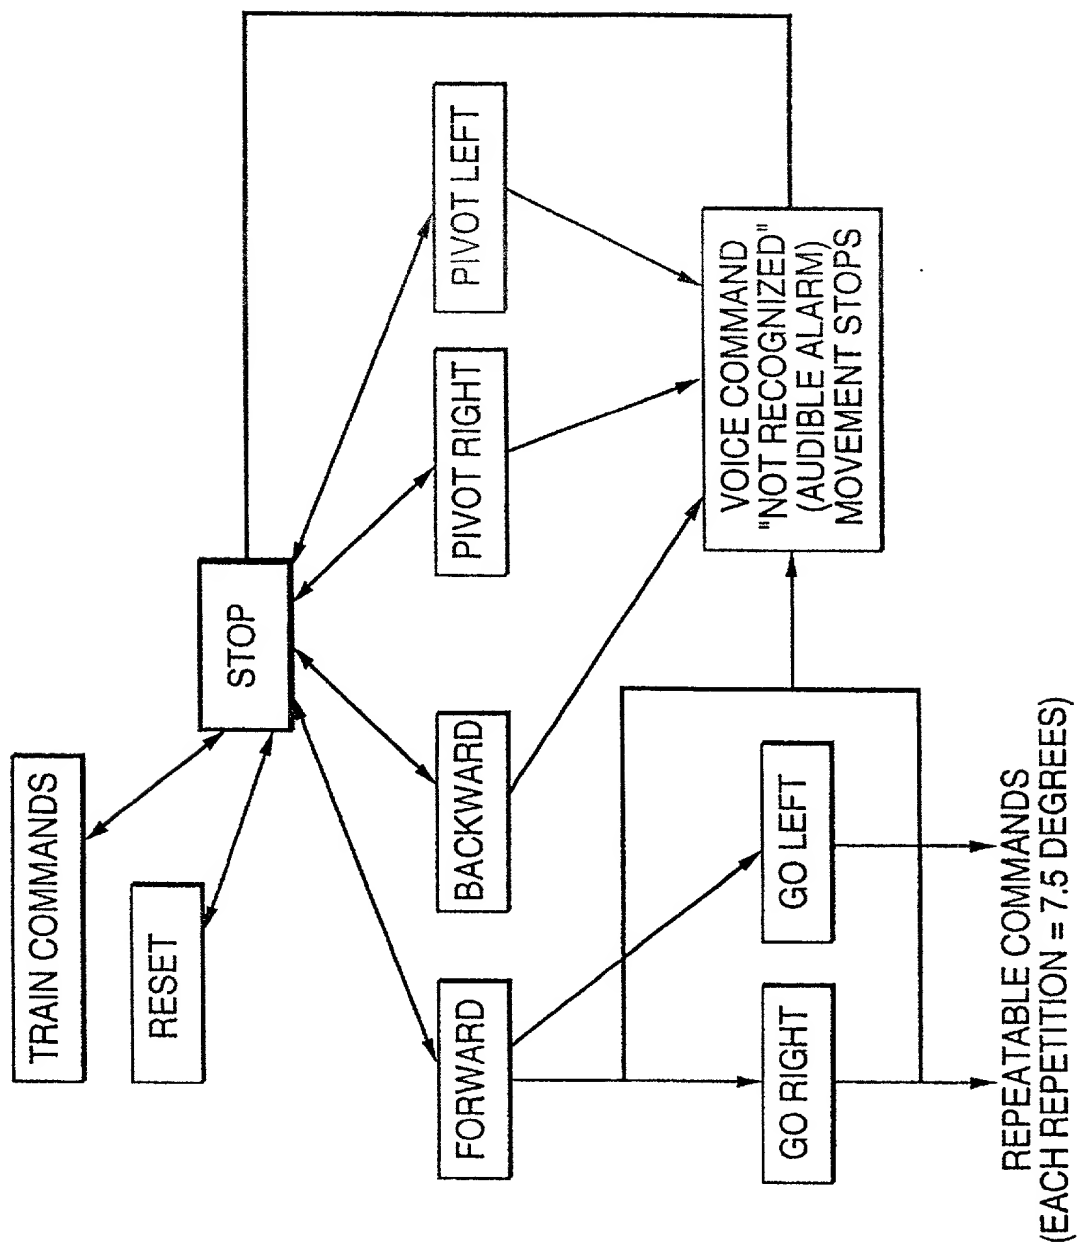 TRAIN COMMANDS
RESET
STOP
FORWARD
BACKWARD
PIVOT RIGHT
PIVOT LEFT
GO RIGHT
GO LEFT
VOICE COMMAND
"NOT RECOGNIZED"
(AUDIBLE ALARM)
MOVEMENT STOPS
REPEATABLE COMMANDS
(EACH REPETITION = 7.5 DEGREES)